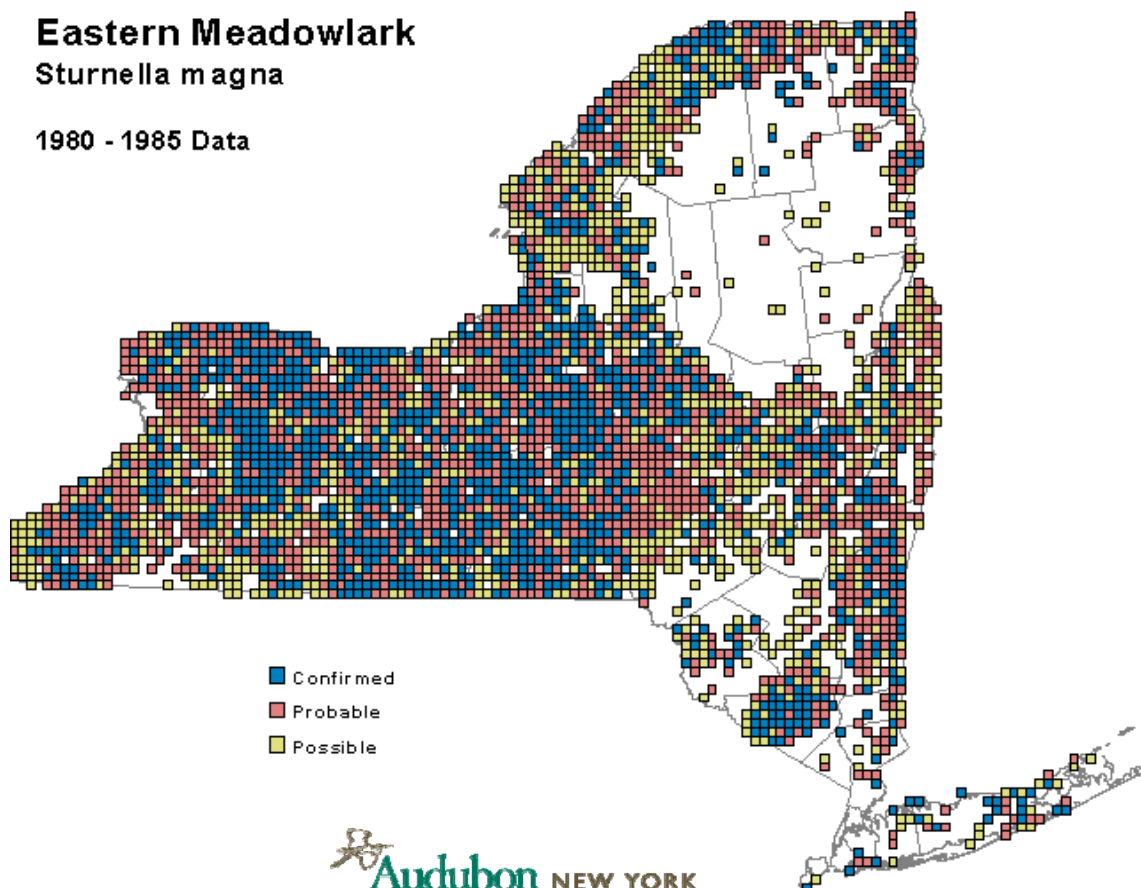 Eastern Meadowlark
Sturnella magna
1980 - 1985 Data
Confirmed
Probable
Possible
Audubon NEW YORK